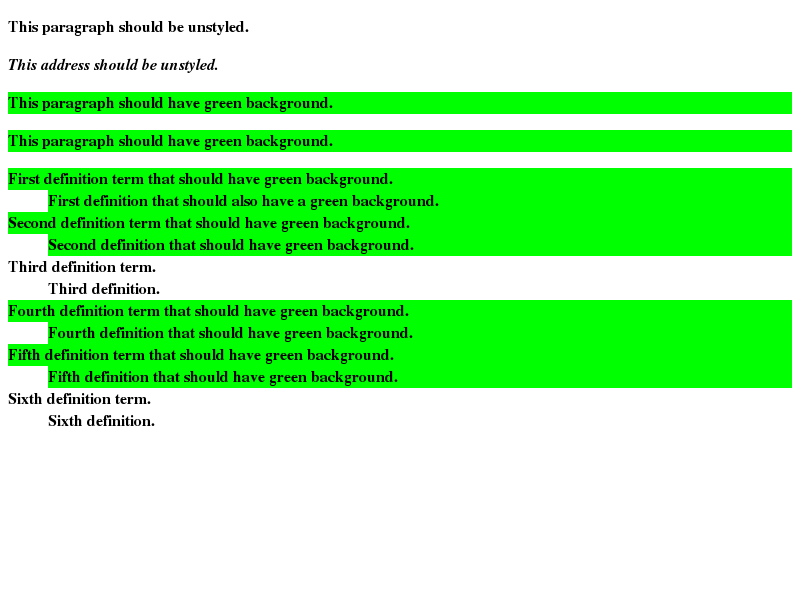 This paragraph should be unstyled.
This address should be unstyled.
This paragraph should have green background.
This paragraph should have green background.
First definition term that should have green background.
First definition that should also have a green background.
Second definition term that should have green background.
Second definition that should have green background.
Third definition term.
Third definition.
Fourth definition term that should have green background.
Fourth definition that should have green background.
Fifth definition term that should have green background.
Fifth definition that should have green background.
Sixth definition term.
Sixth definition.